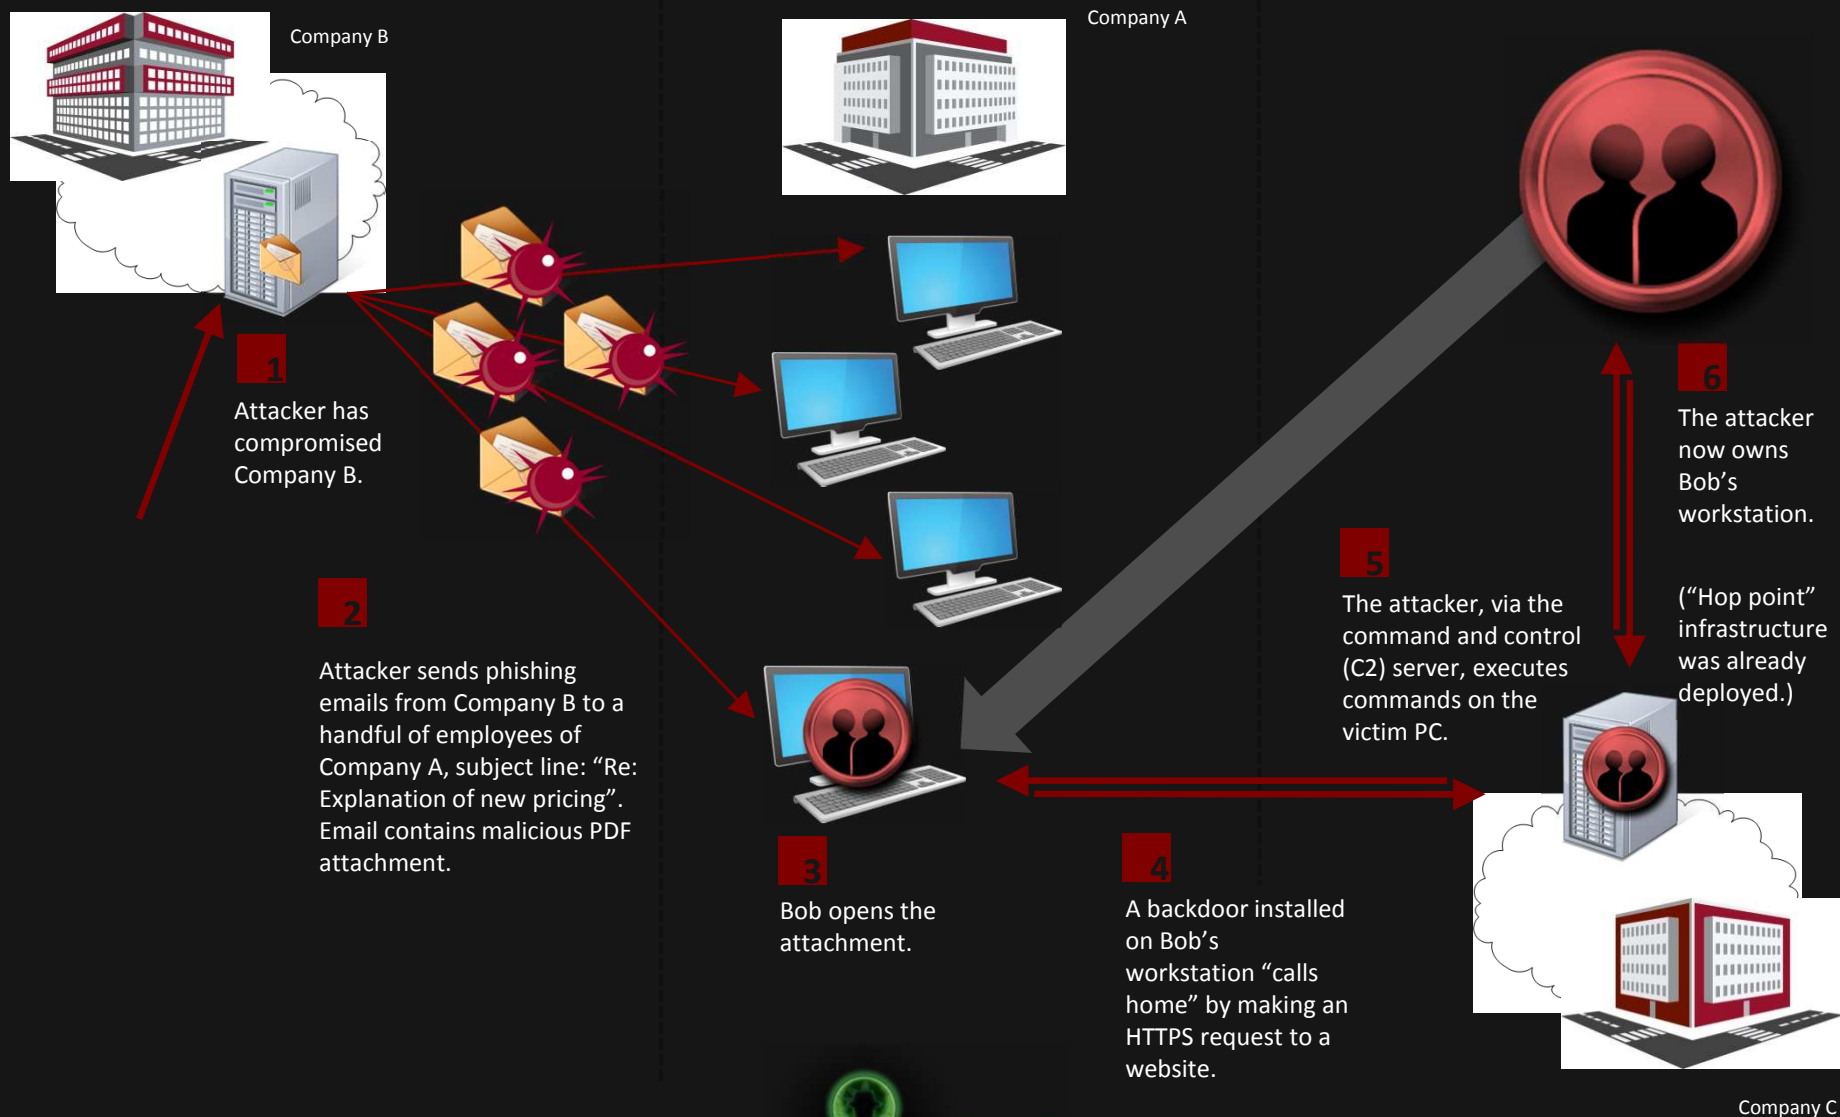 Company B
Company A
1
Attacker has
compromised
Company B.
2
Attacker sends phishing
emails from Company B to a
handful of employees of
Company A, subject line: “Re:
Explanation of new pricing”.
Email contains malicious PDF
attachment.
3
Bob opens the
attachment.
4
A backdoor installed
on Bob’s
workstation “calls
home” by making an
HTTPS request to a
website.
5
The attacker, via the
command and control
(C2) server, executes
commands on the
victim PC.
6
The attacker
now owns
Bob’s
workstation.
(“Hop point”
infrastructure
was already
deployed.)
Company C